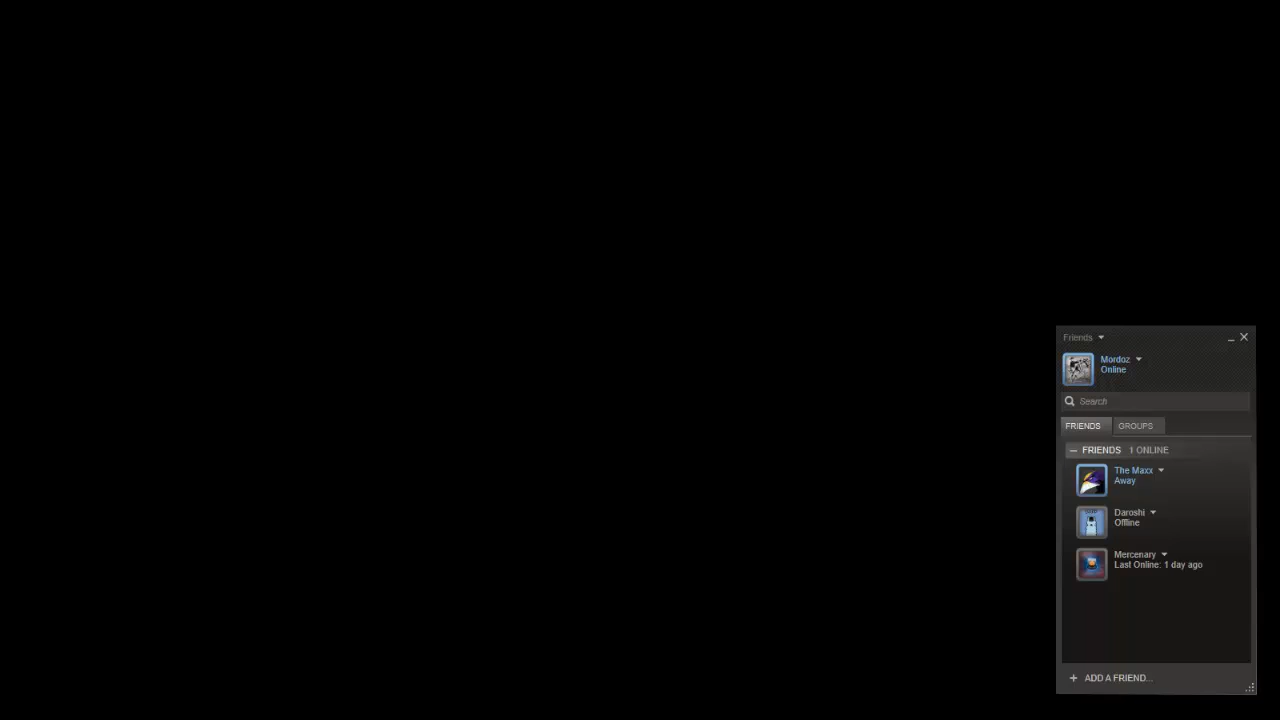 Friends
Mordoz
Online
Search
FRIENDS GROUPS
FRIENDS 1 ONLINE
The Maxx
Away
Daroshi
Offline
Mercenary
Last Online: 1 day ago
+ ADD A FRIEND...